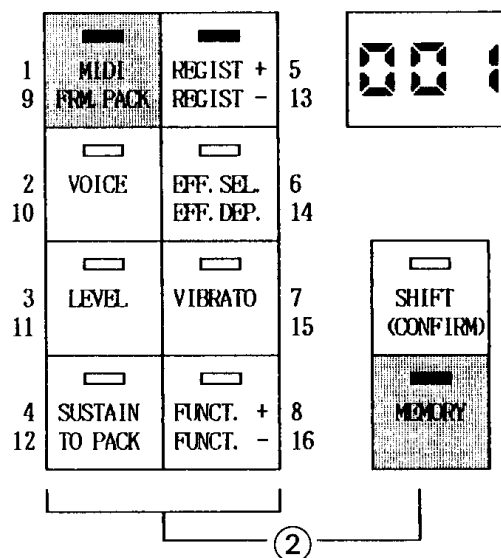 1 MIDI REGIST + 5
9 FRM. PACK REGIST - 13
001
2 VOICE EFF. SEL. 6
10 EFF. DEP. 14
3 LEVEL VIBRATO 7
11 15
SHIFT
(CONFIRM)
4 SUSTAIN FUNCT. + 8
12 TO PACK FUNCT. - 16
MEMORY
2